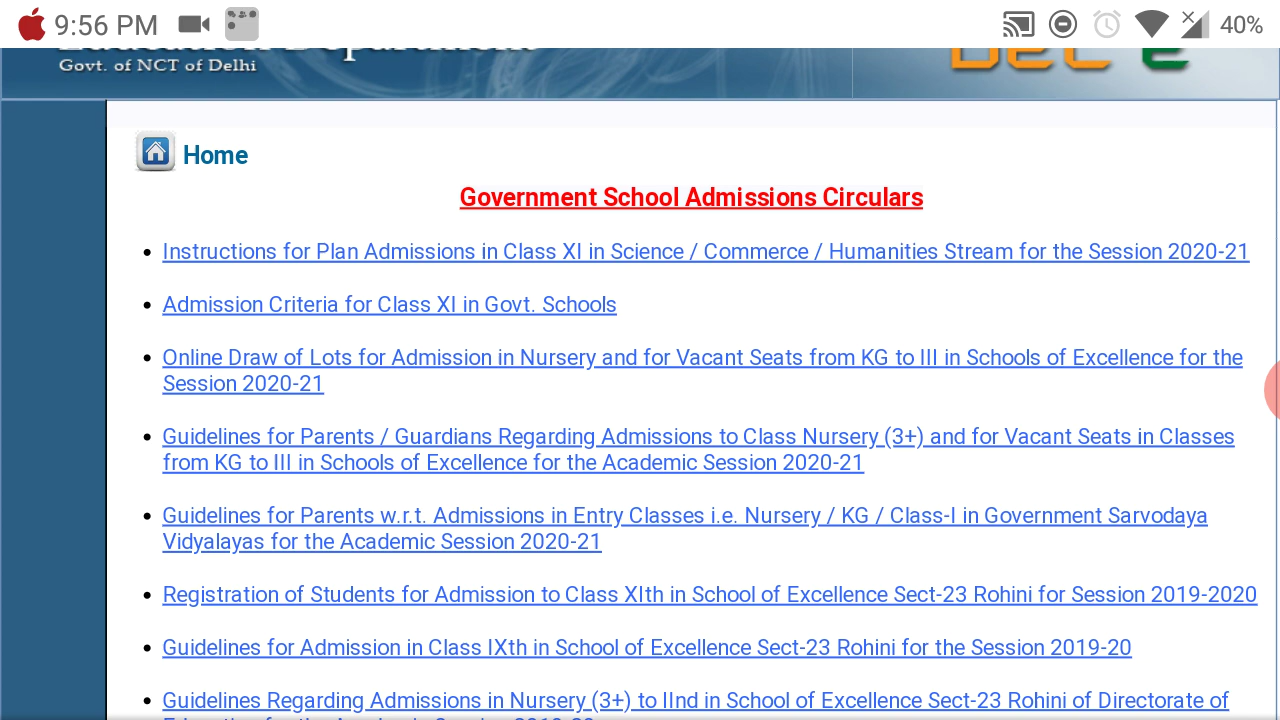 9:56 PM
40%
Education Department
Govt. of NCT of Delhi
DEL E
Home
Government School Admissions Circulars
Instructions for Plan Admissions in Class XI in Science / Commerce / Humanities Stream for the Session 2020-21
Admission Criteria for Class XI in Govt. Schools
Online Draw of Lots for Admission in Nursery and for Vacant Seats from KG to III in Schools of Excellence for the
Session 2020-21
Guidelines for Parents / Guardians Regarding Admissions to Class Nursery (3+) and for Vacant Seats in Classes
from KG to III in Schools of Excellence for the Academic Session 2020-21
Guidelines for Parents w.r.t. Admissions in Entry Classes i.e. Nursery / KG / Class-I in Government Sarvodaya
Vidyalayas for the Academic Session 2020-21
Registration of Students for Admission to Class XIth in School of Excellence Sect-23 Rohini for Session 2019-2020
Guidelines for Admission in Class IXth in School of Excellence Sect-23 Rohini for the Session 2019-20
Guidelines Regarding Admissions in Nursery (3+) to IInd in School of Excellence Sect-23 Rohini of Directorate of